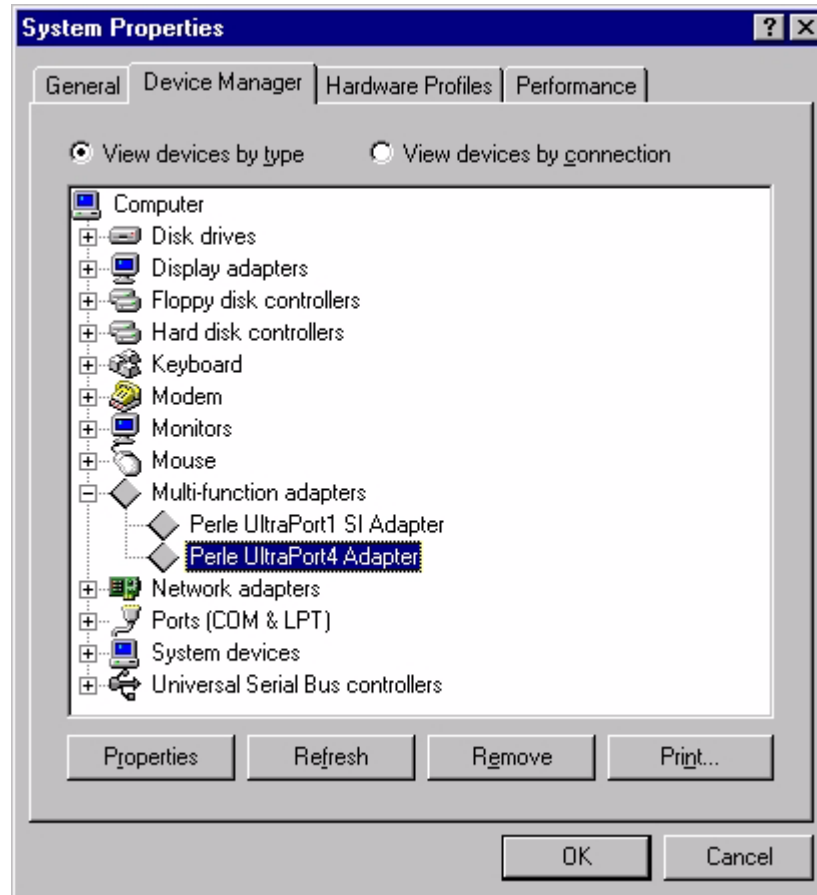 System Properties
General Device Manager Hardware Profiles Performance
View devices by type View devices by connection
Computer
Disk drives
Display adapters
Floppy disk controllers
Hard disk controllers
Keyboard
Modem
Monitors
Mouse
Multi-function adapters
Perle UltraPort1 SI Adapter
Perle UltraPort4 Adapter
Network adapters
Ports (COM & LPT)
System devices
Universal Serial Bus controllers
Properties Refresh Remove Print...
OK Cancel